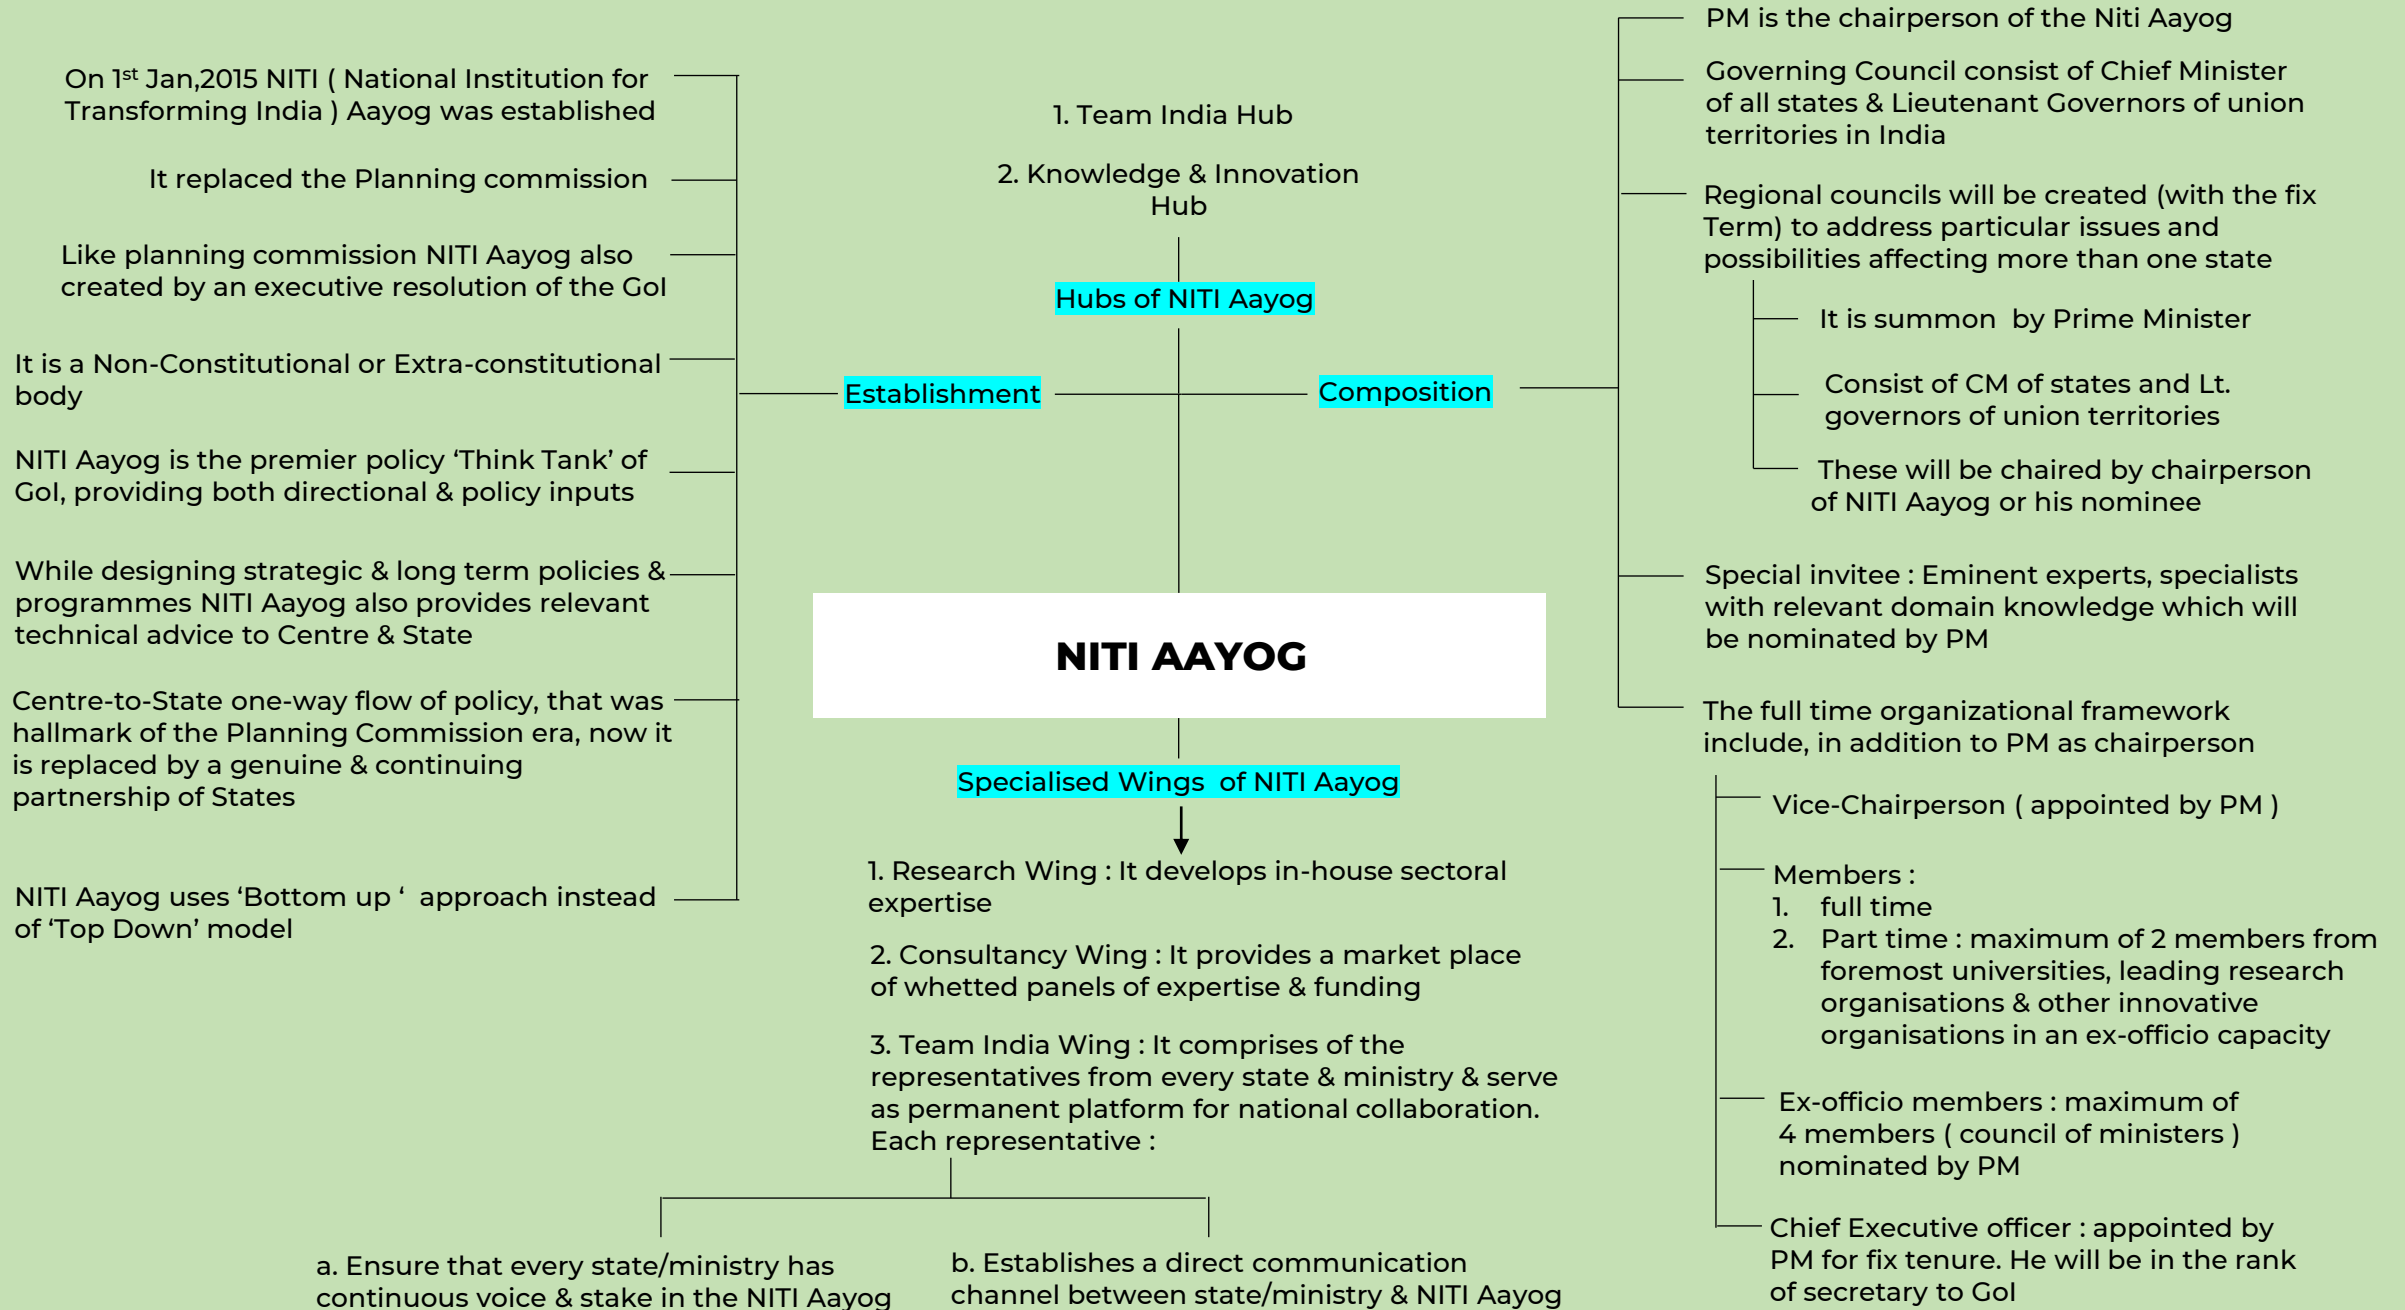 On 1st Jan,2015 NITI ( National Institution for
Transforming India ) Aayog was established
It replaced the Planning commission
Like planning commission NITI Aayog also
created by an executive resolution of the GoI
It is a Non-Constitutional or Extra-constitutional
body
NITI Aayog is the premier policy ‘Think Tank’ of
GoI, providing both directional & policy inputs
While designing strategic & long term policies &
programmes NITI Aayog also provides relevant
technical advice to Centre & State
Centre-to-State one-way flow of policy, that was
hallmark of the Planning Commission era, now it
is replaced by a genuine & continuing
partnership of States
NITI Aayog uses ‘Bottom up ‘ approach instead
of ‘Top Down’ model
Establishment
1. Team India Hub
2. Knowledge & Innovation
Hub
Hubs of NITI Aayog
Composition
PM is the chairperson of the Niti Aayog
Governing Council consist of Chief Minister
of all states & Lieutenant Governors of union
territories in India
Regional councils will be created (with the fix
Term) to address particular issues and
possibilities affecting more than one state
It is summon by Prime Minister
Consist of CM of states and Lt.
governors of union territories
These will be chaired by chairperson
of NITI Aayog or his nominee
Special invitee : Eminent experts, specialists
with relevant domain knowledge which will
be nominated by PM
The full time organizational framework
include, in addition to PM as chairperson
Vice-Chairperson ( appointed by PM )
Members :
1. full time
2. Part time : maximum of 2 members from
foremost universities, leading research
organisations & other innovative
organisations in an ex-officio capacity
Ex-officio members : maximum of
4 members ( council of ministers )
nominated by PM
Chief Executive officer : appointed by
PM for fix tenure. He will be in the rank
of secretary to GoI
NITI AAYOG
Specialised Wings of NITI Aayog
1. Research Wing : It develops in-house sectoral
expertise
2. Consultancy Wing : It provides a market place
of whetted panels of expertise & funding
3. Team India Wing : It comprises of the
representatives from every state & ministry & serve
as permanent platform for national collaboration.
Each representative :
a. Ensure that every state/ministry has
continuous voice & stake in the NITI Aayog
b. Establishes a direct communication
channel between state/ministry & NITI Aayog